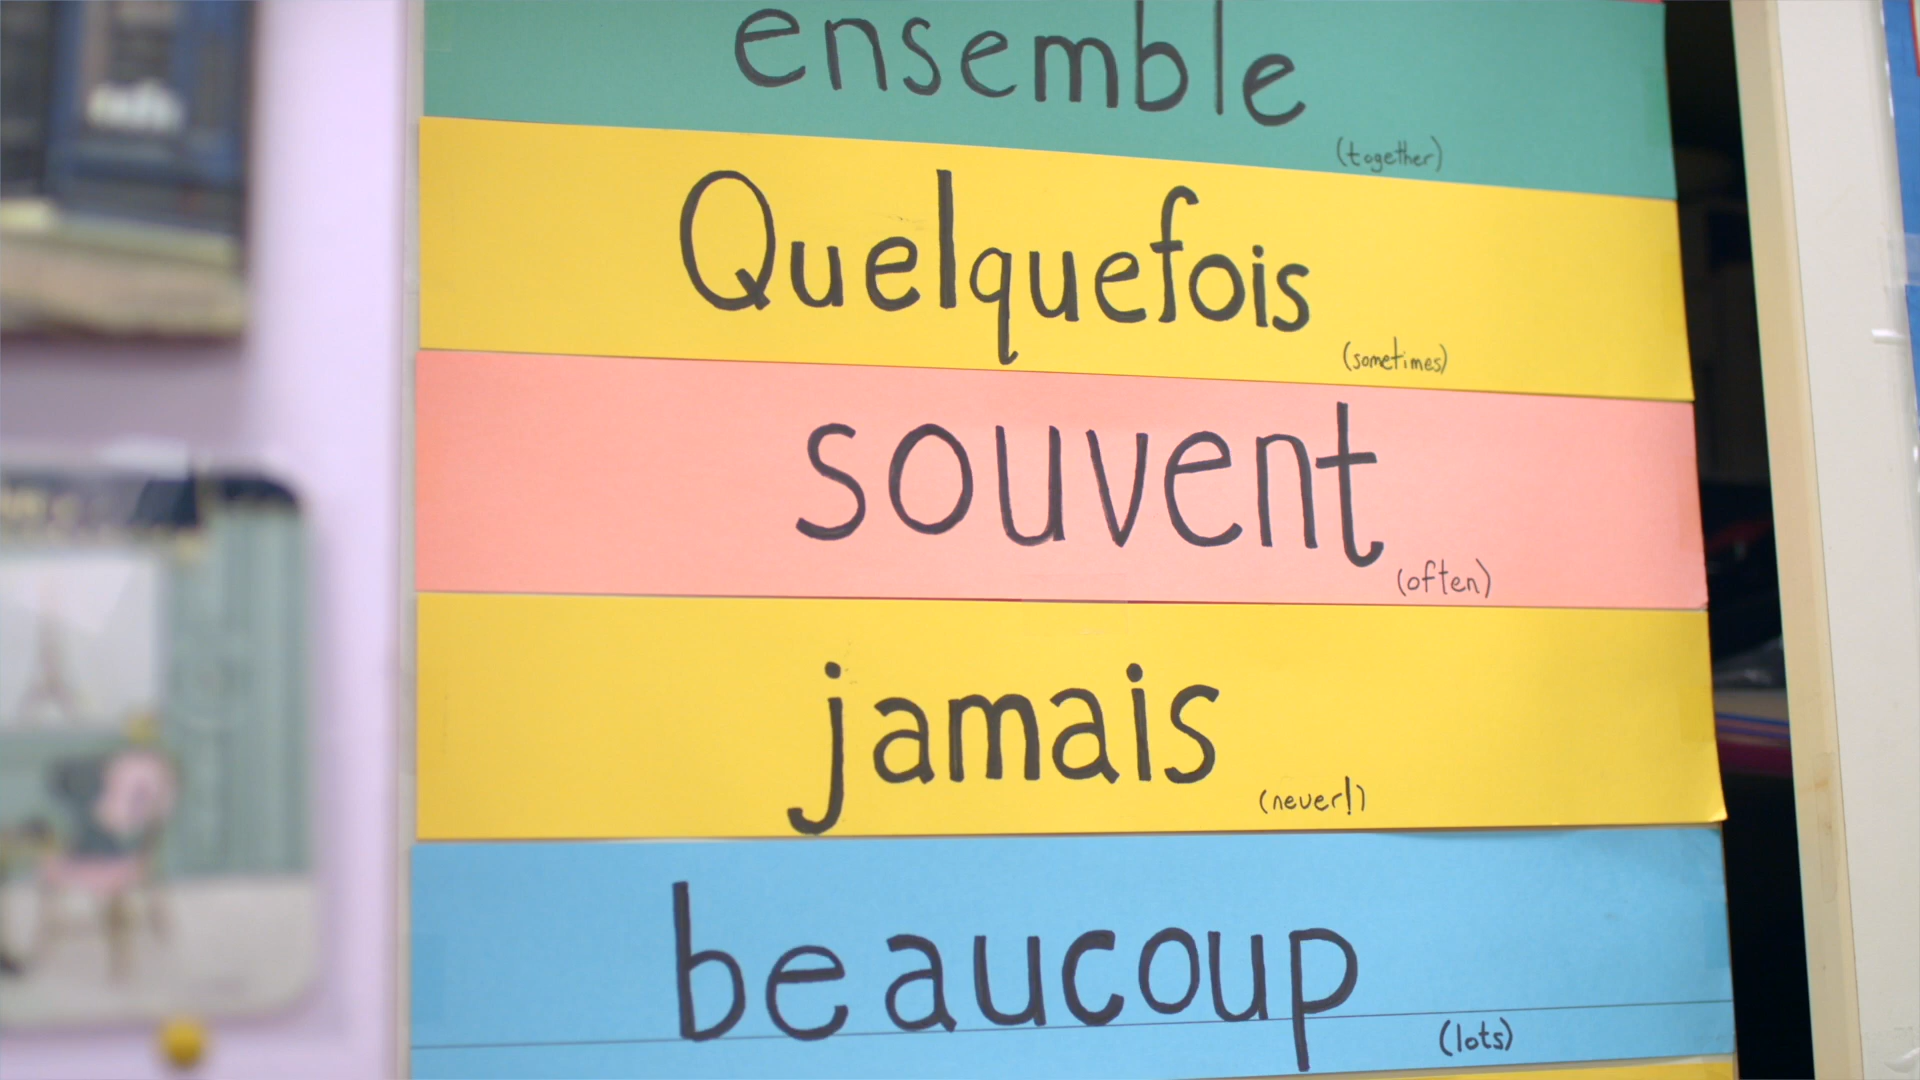 ensemble
(together)
Quelquefois
(sometimes)
souvent
(often)
jamais
(never!)
beaucoup
(lots)